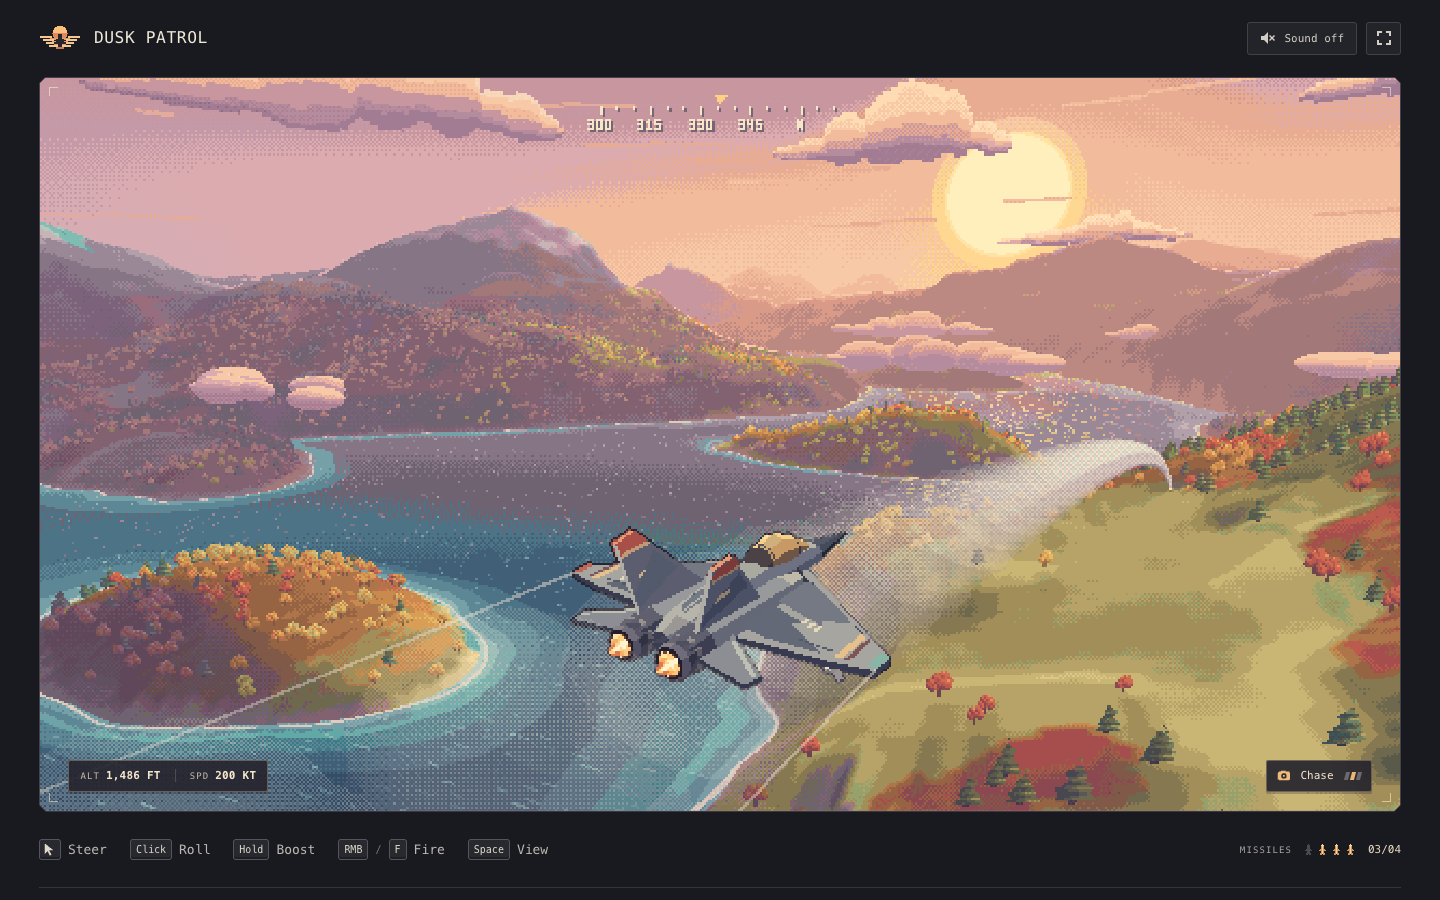 DUSK PATROL
Sound off
300 315 330 345 N
ALT 1,486 FT SPD 200 KT
Chase
Steer Click Roll Hold Boost RMB / F Fire Space View
MISSILES 03/04